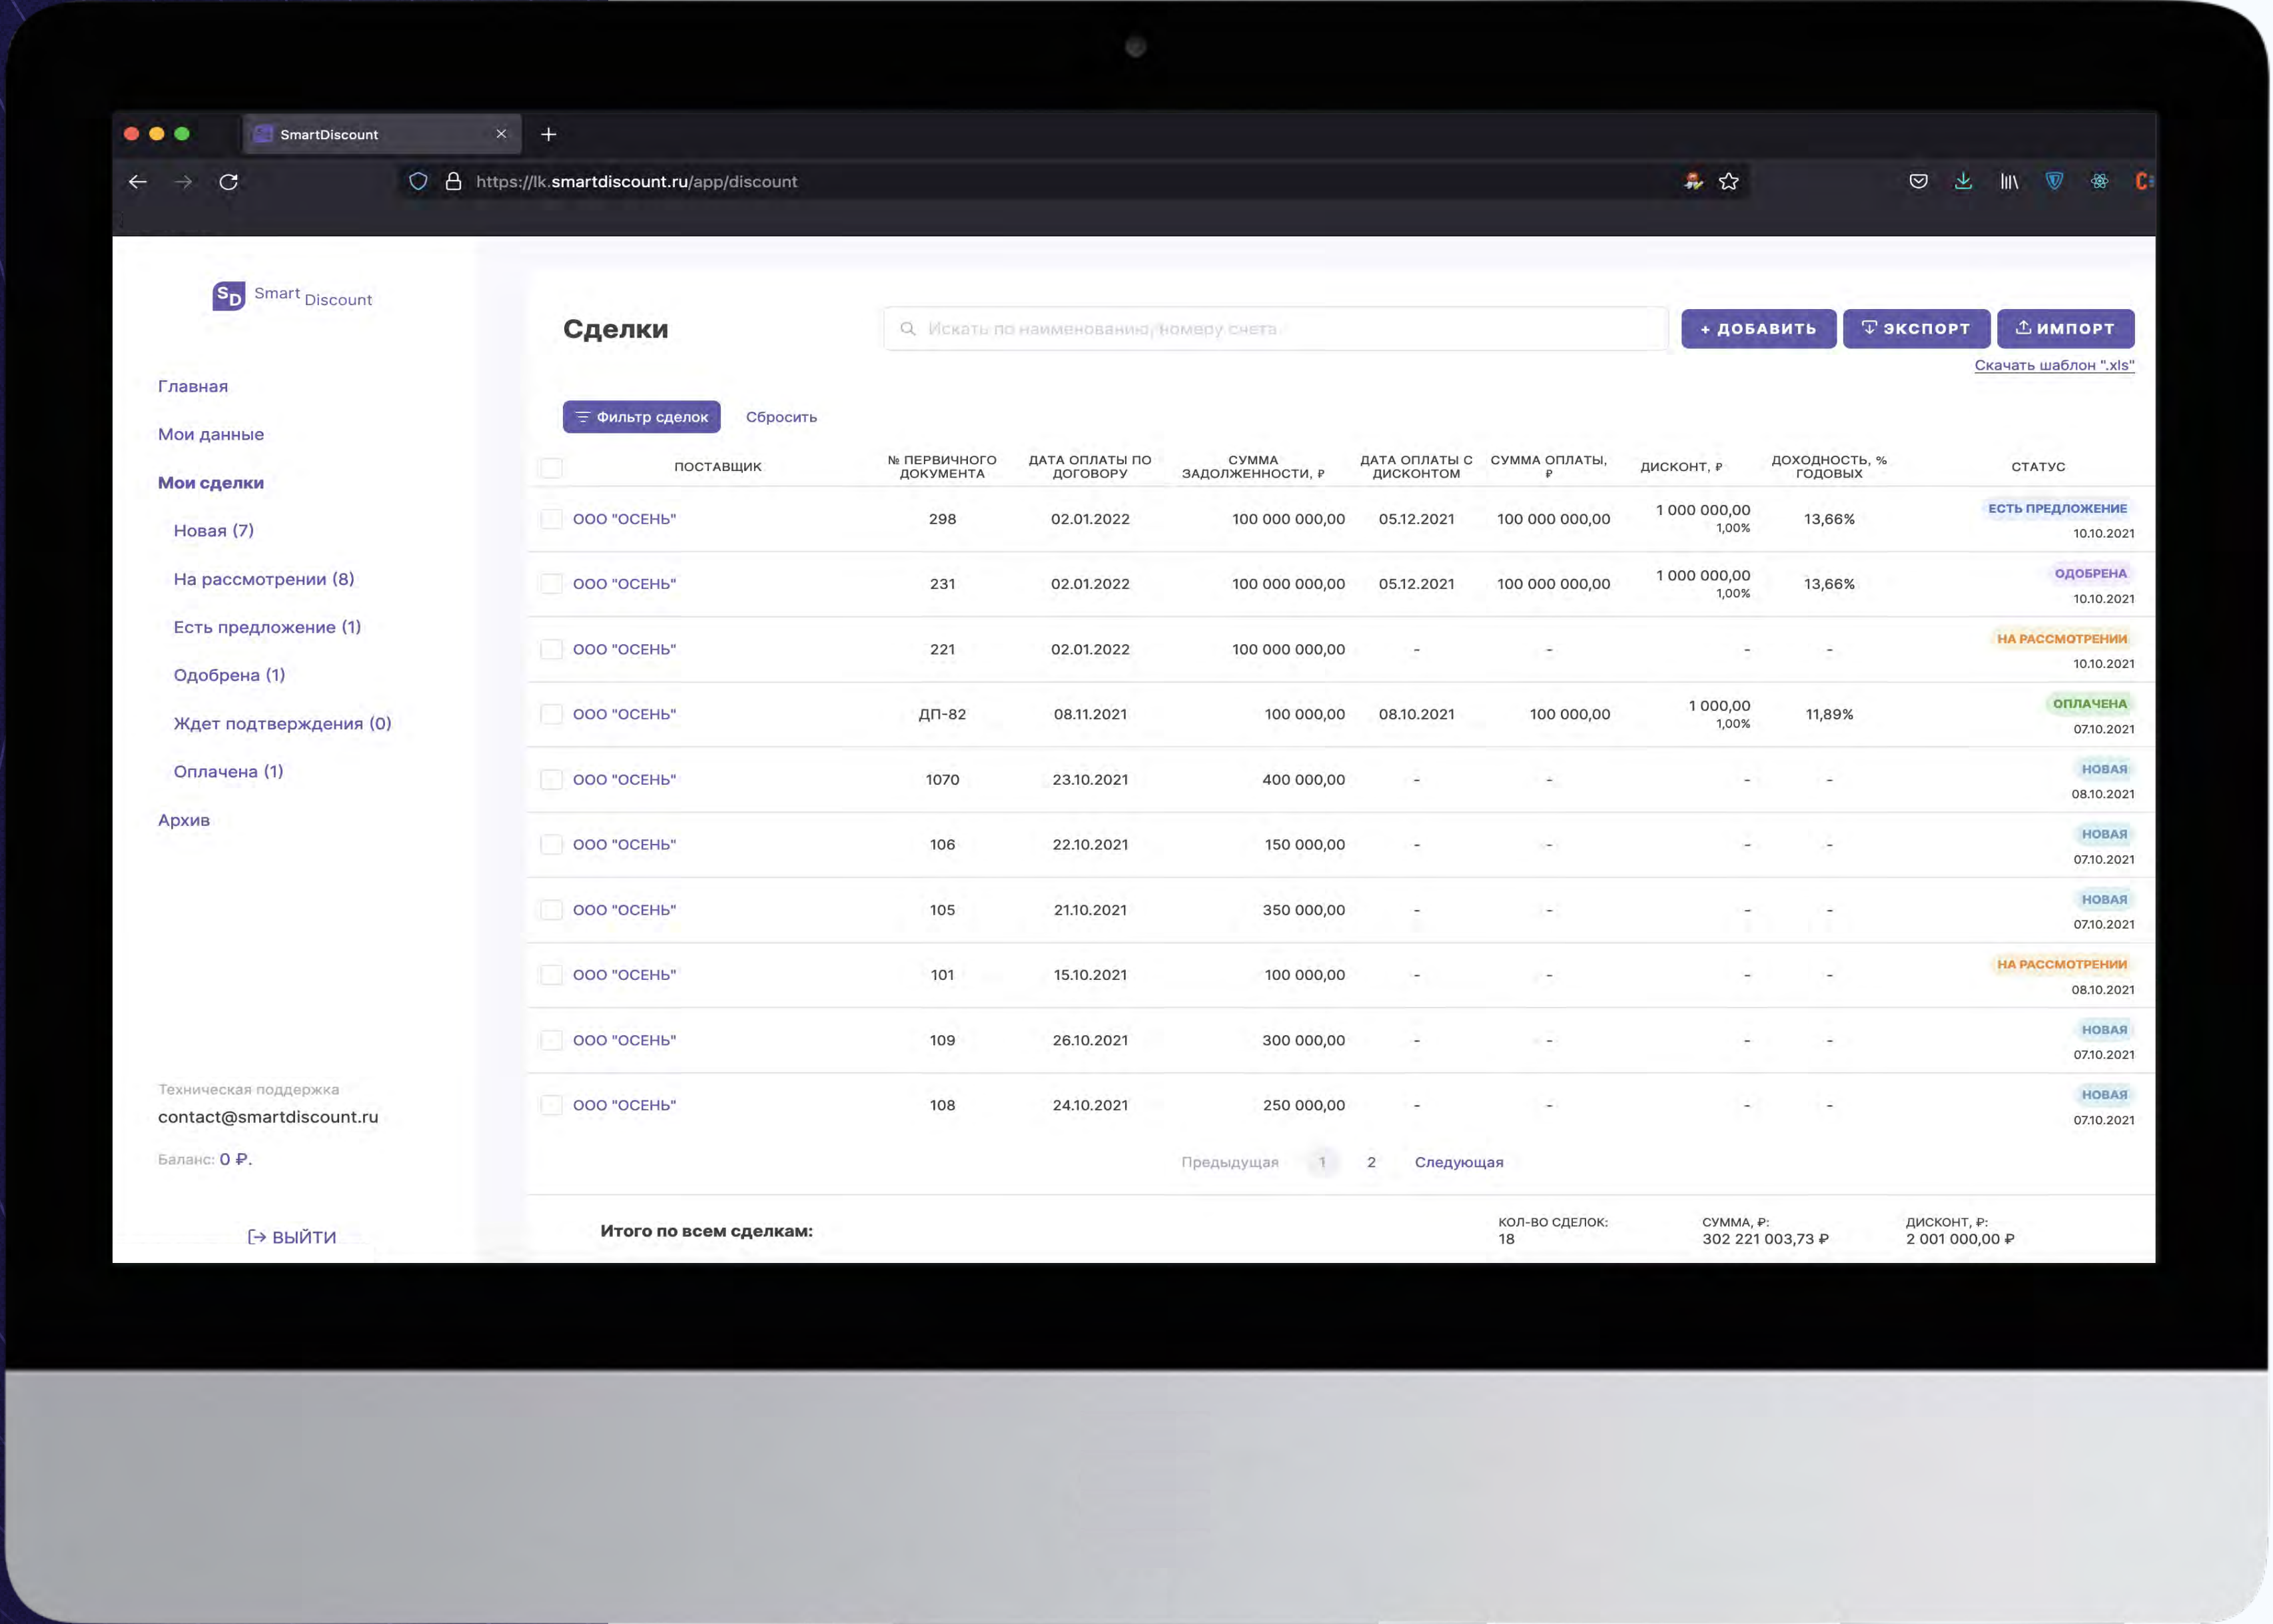 SmartDiscount
https://lk.smartdiscount.ru/app/discount
SD Smart Discount
Главная
Мои данные
Мои сделки
Новая (7)
На рассмотрении (8)
Есть предложение (1)
Одобрена (1)
Ждет подтверждения (0)
Оплачена (1)
Архив
Техническая поддержка
contact@smartdiscount.ru
Баланс: 0 ₽.
ВЫЙТИ
Сделки
Искать по наименованию, номеру счета
+ ДОБАВИТЬ
ЭКСПОРТ
ИМПОРТ
Скачать шаблон ".xls"
Фильтр сделок
Сбросить
ПОСТАВЩИК
№ ПЕРВИЧНОГО
ДОКУМЕНТА
ДАТА ОПЛАТЫ ПО
ДОГОВОРУ
СУММА
ЗАДОЛЖЕННОСТИ, ₽
ДАТА ОПЛАТЫ С
ДИСКОНТОМ
СУММА ОПЛАТЫ,
₽
ДИСКОНТ, ₽
ДОХОДНОСТЬ, %
ГОДОВЫХ
СТАТУС
ООО "ОСЕНЬ" 298 02.01.2022 100 000 000,00 05.12.2021 100 000 000,00 1 000 000,00 13,66% ЕСТЬ ПРЕДЛОЖЕНИЕ
1,00% 10.10.2021
ООО "ОСЕНЬ" 231 02.01.2022 100 000 000,00 05.12.2021 100 000 000,00 1 000 000,00 13,66% ОДОБРЕНА
1,00% 10.10.2021
ООО "ОСЕНЬ" 221 02.01.2022 100 000 000,00 - - - - НА РАССМОТРЕНИИ
10.10.2021
ООО "ОСЕНЬ" ДП-82 08.11.2021 100 000,00 08.10.2021 100 000,00 1 000,00 11,89% ОПЛАЧЕНА
1,00% 07.10.2021
ООО "ОСЕНЬ" 1070 23.10.2021 400 000,00 - - - - НОВАЯ
08.10.2021
ООО "ОСЕНЬ" 106 22.10.2021 150 000,00 - - - - НОВАЯ
07.10.2021
ООО "ОСЕНЬ" 105 21.10.2021 350 000,00 - - - - НОВАЯ
07.10.2021
ООО "ОСЕНЬ" 101 15.10.2021 100 000,00 - - - - НА РАССМОТРЕНИИ
08.10.2021
ООО "ОСЕНЬ" 109 26.10.2021 300 000,00 - - - - НОВАЯ
07.10.2021
ООО "ОСЕНЬ" 108 24.10.2021 250 000,00 - - - - НОВАЯ
07.10.2021
Предыдущая 1 2 Следующая
Итого по всем сделкам:
КОЛ-ВО СДЕЛОК:
18
СУММА, ₽:
302 221 003,73 ₽
ДИСКОНТ, ₽:
2 001 000,00 ₽